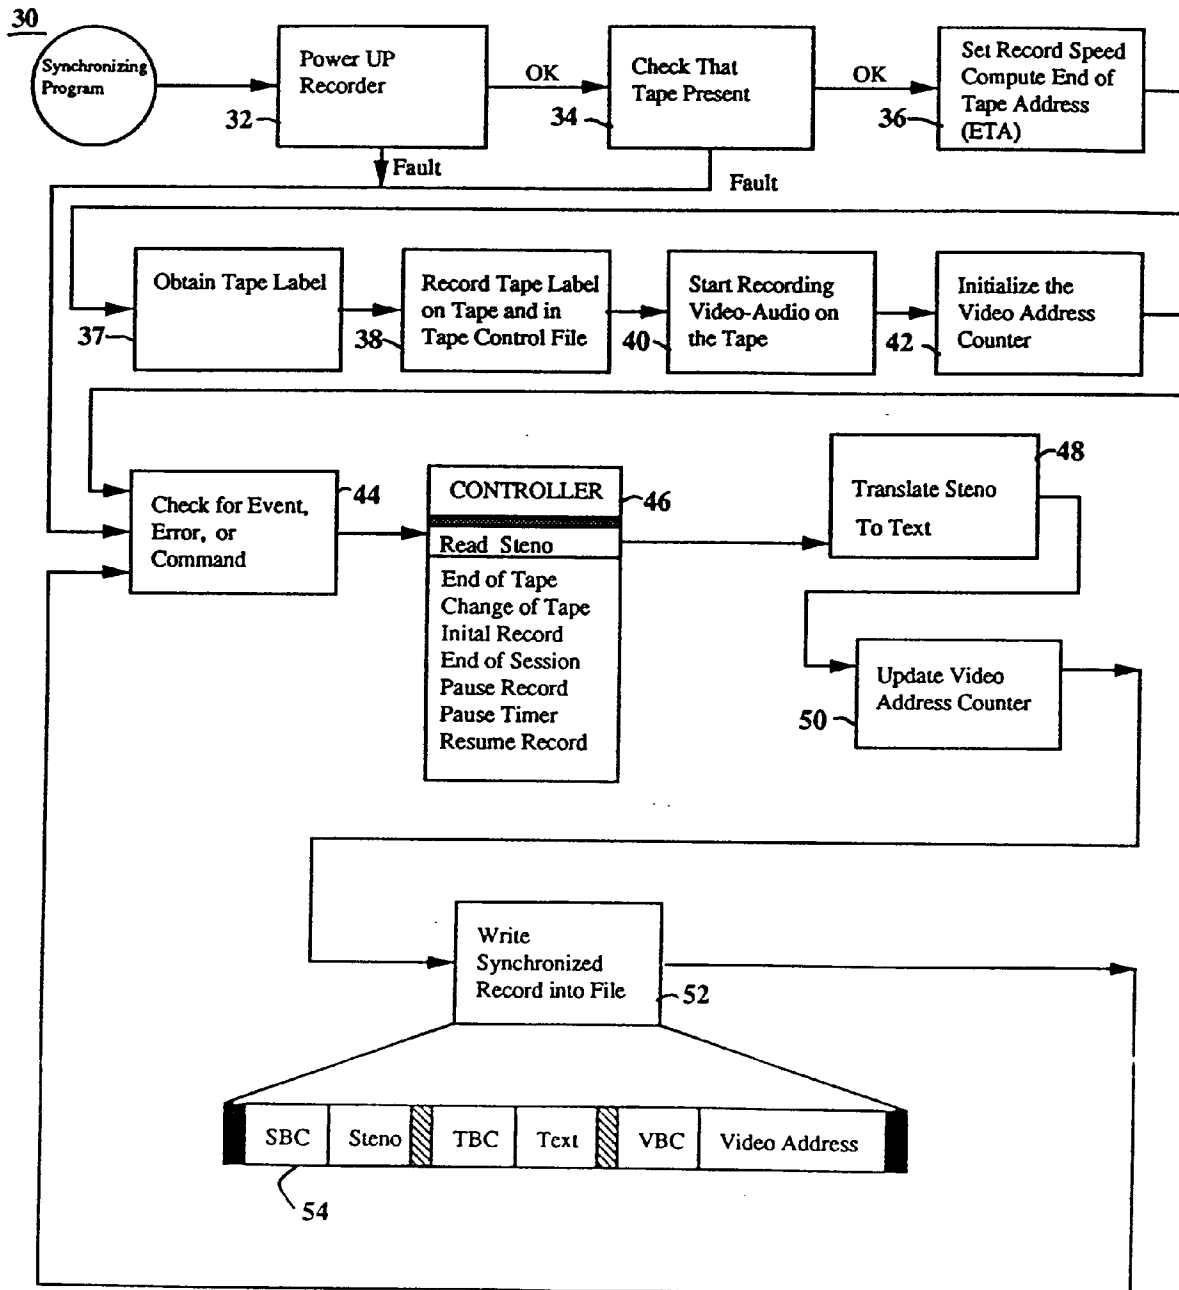 30
Synchronizing
Program
Power UP
Recorder
32
OK
Fault
Check That
Tape Present
34
OK
Fault
Set Record Speed
Compute End of
Tape Address
(ETA)
36
Obtain Tape Label
37
Record Tape Label
on Tape and in
Tape Control File
38
Start Recording
Video-Audio on
the Tape
40
Initialize the
Video Address
Counter
42
Check for Event,
Error, or
Command
44
CONTROLLER
46
Read Steno
End of Tape
Change of Tape
Inital Record
End of Session
Pause Record
Pause Timer
Resume Record
Translate Steno
To Text
48
Update Video
Address Counter
50
Write
Synchronized
Record into File
52
SBC Steno TBC Text VBC Video Address
54